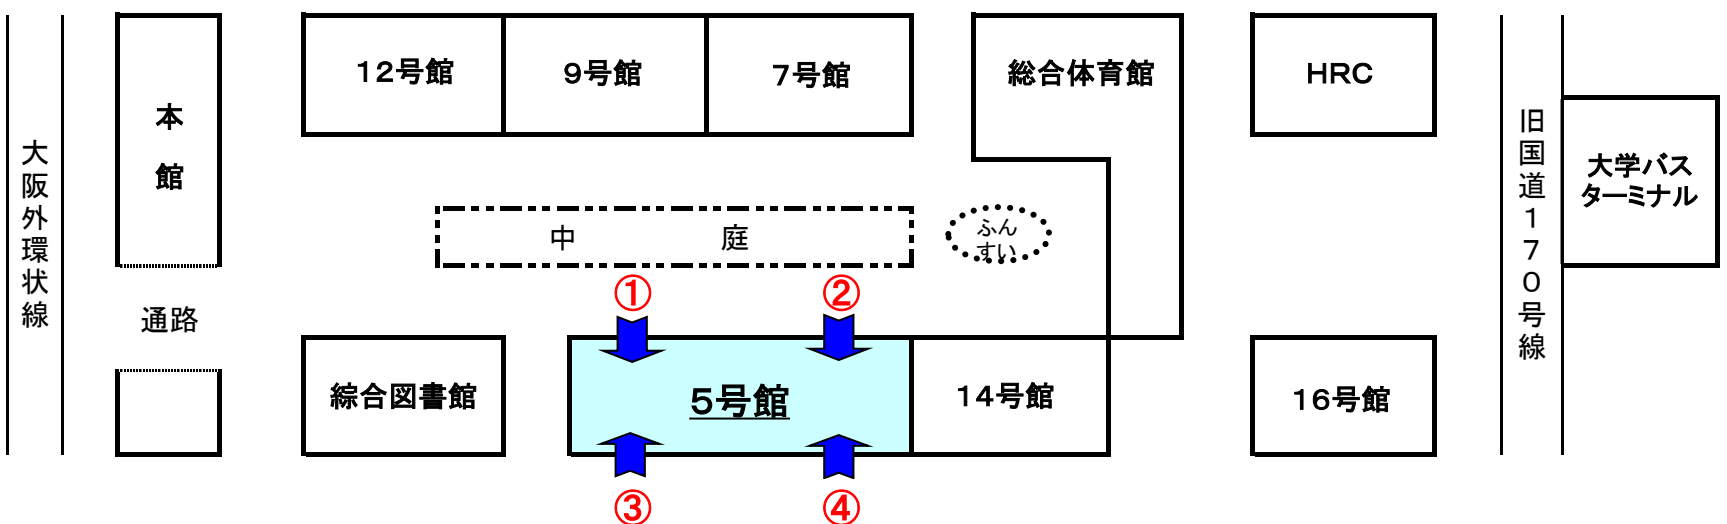 大阪外環状線
本館
通路
12号館
9号館
7号館
総合体育館
HRC
旧国道170号線
大学バス
ターミナル
中庭
ふん
すい
①
②
綜合図書館
5号館
14号館
16号館
③
④